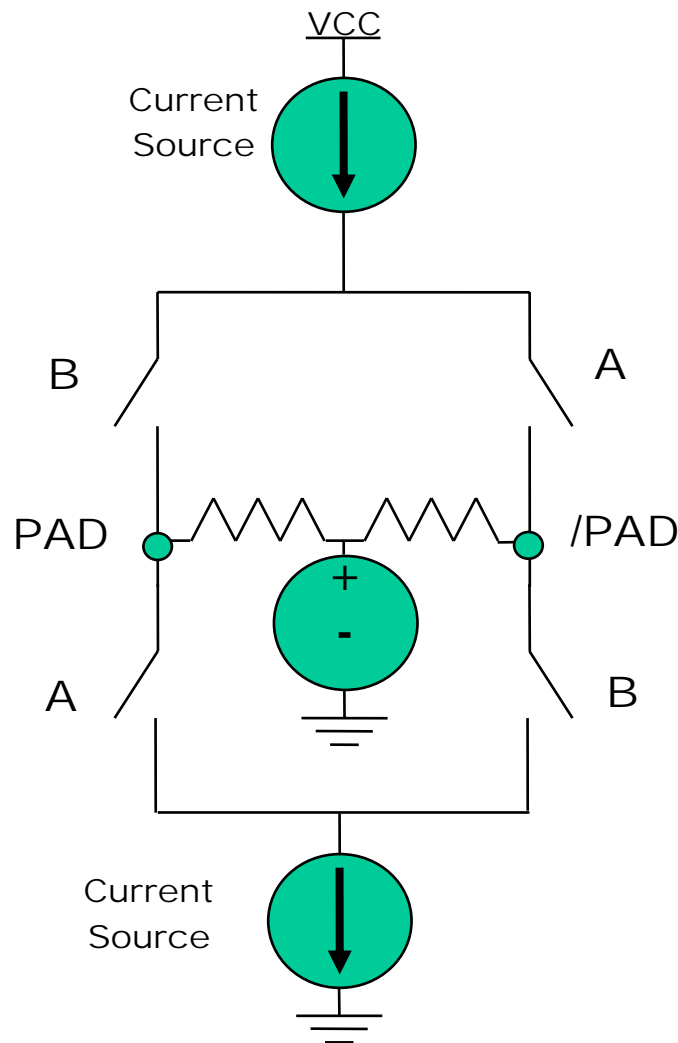 VCC
Current
Source
B
A
PAD
/PAD
+
-
A
B
Current
Source